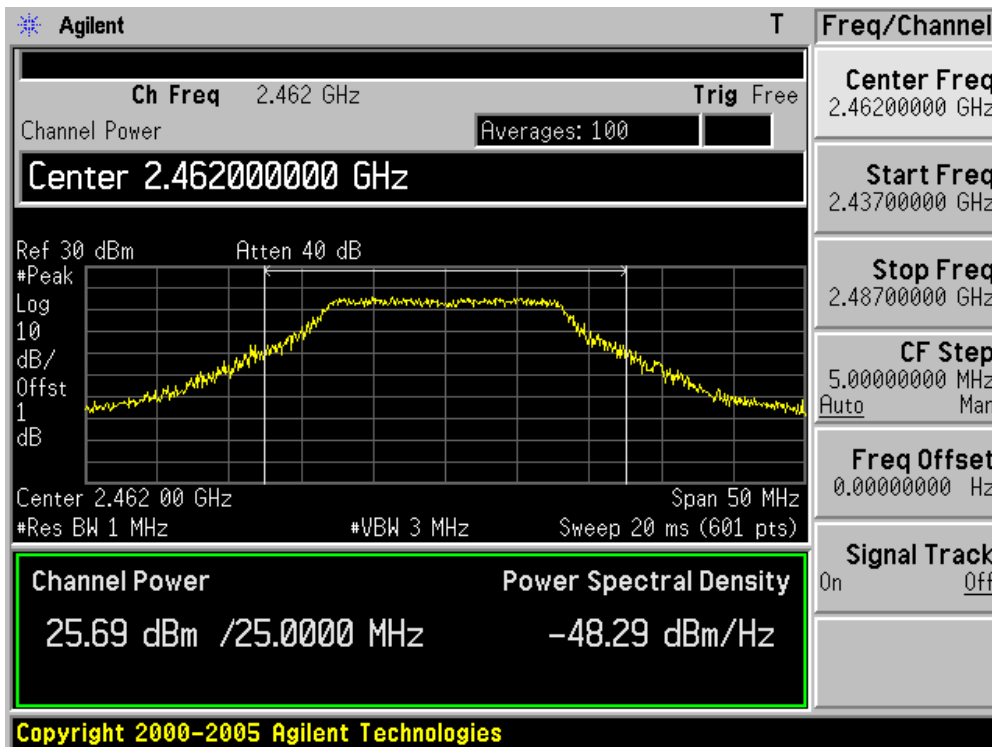 Agilent T Freq/Channel
Ch Freq 2.462 GHz Trig Free
Channel Power Averages: 100
Center 2.462000000 GHz
Ref 30 dBm Atten 40 dB
#Peak
Log
10
dB/
Offst
1
dB
Center 2.462 00 GHz Span 50 MHz
#Res BW 1 MHz #VBW 3 MHz Sweep 20 ms (601 pts)
Channel Power Power Spectral Density
25.69 dBm /25.0000 MHz -48.29 dBm/Hz
Copyright 2000-2005 Agilent Technologies
Center Freq
2.46200000 GHz
Start Freq
2.43700000 GHz
Stop Freq
2.48700000 GHz
CF Step
5.00000000 MHz
Auto Man
Freq Offset
0.00000000 Hz
Signal Track
On Off